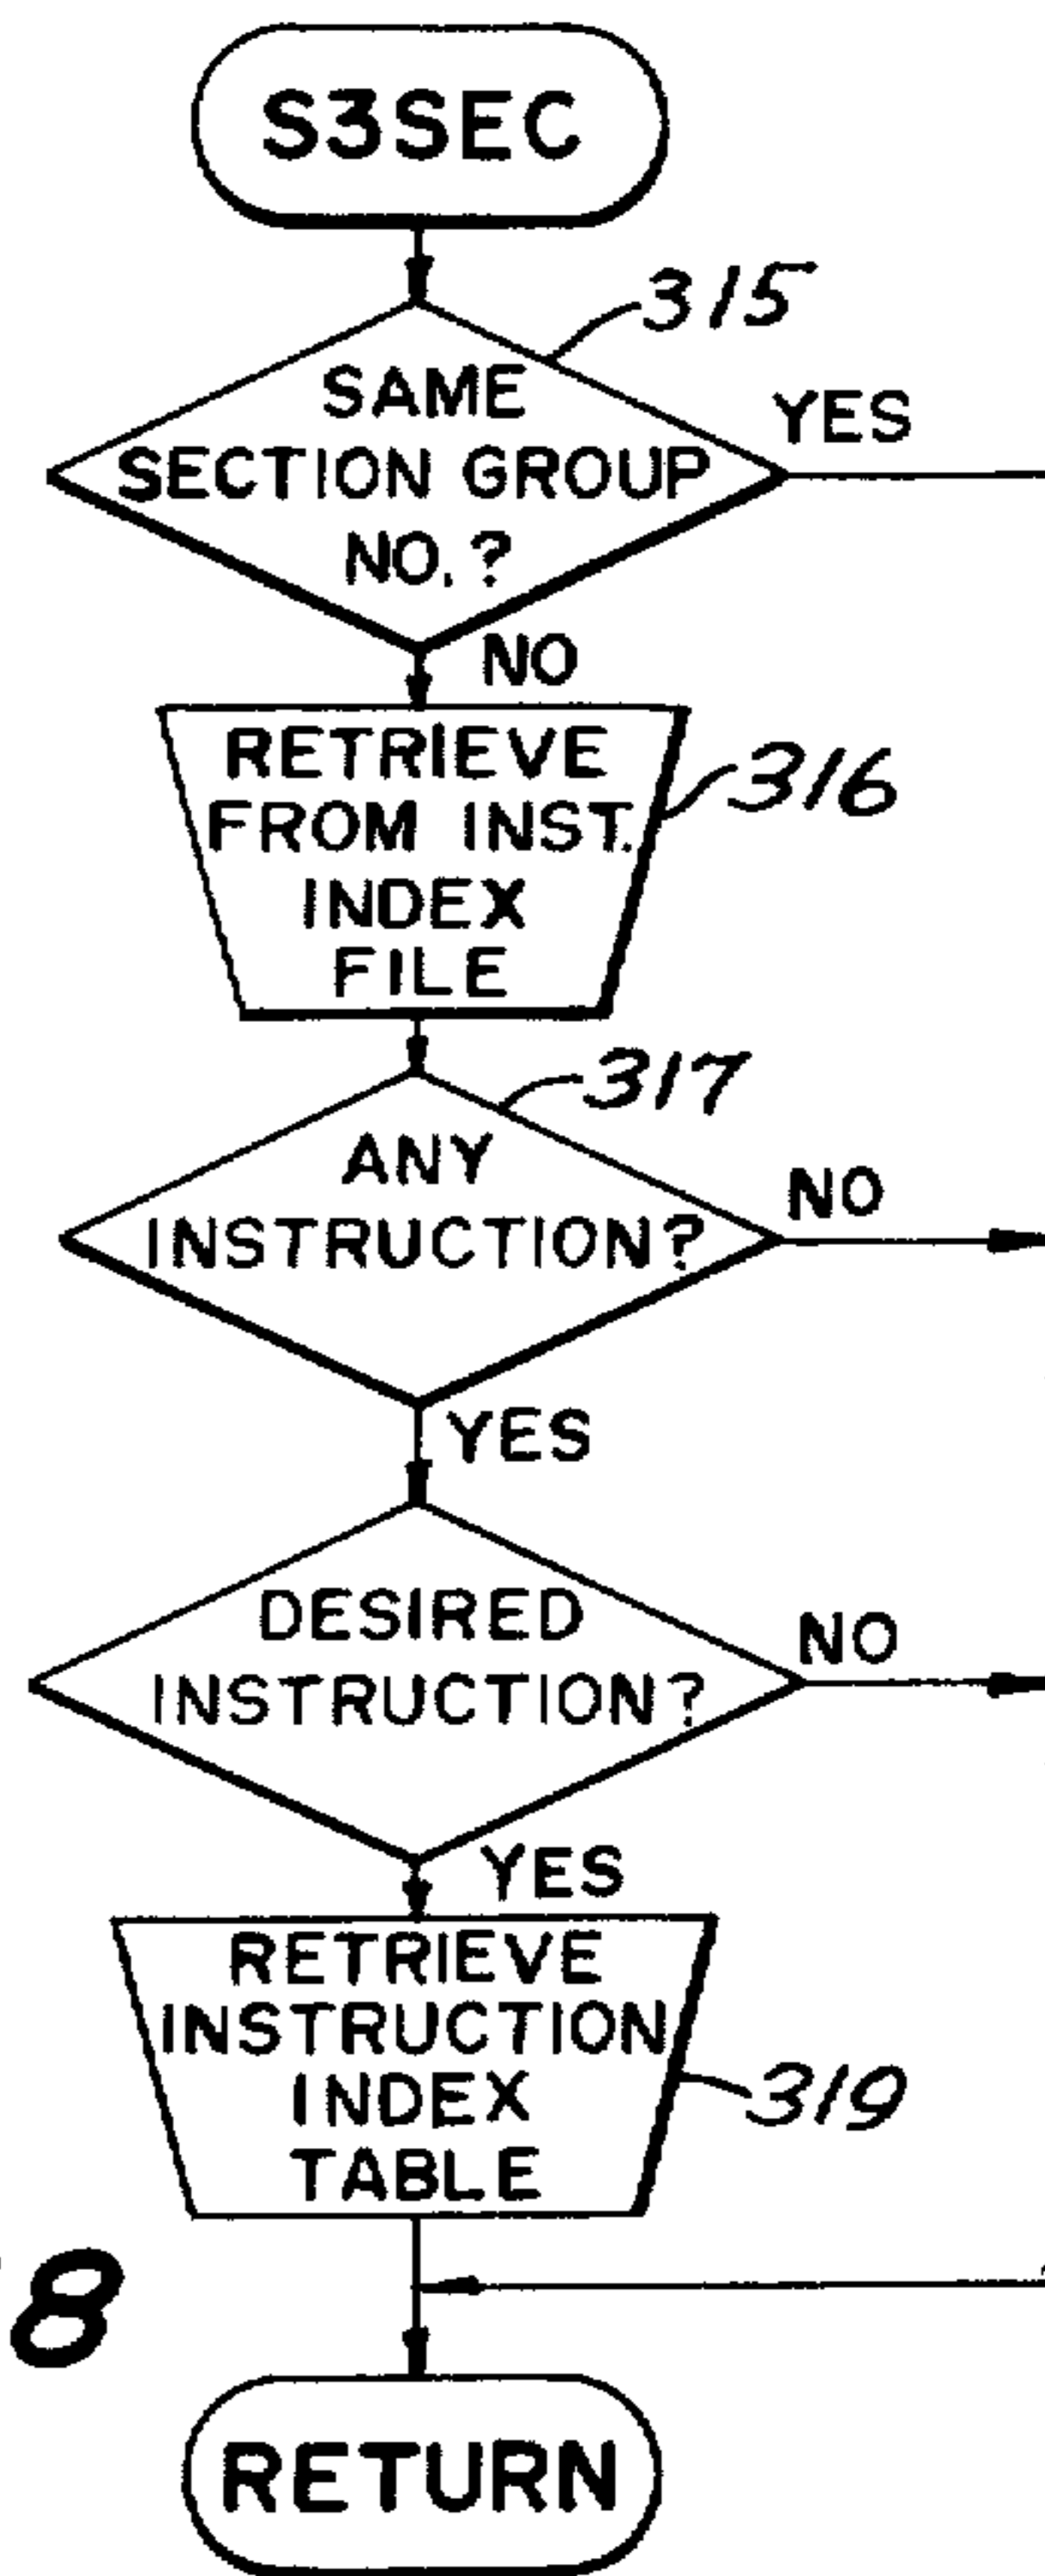 S3SEC
315
SAME
SECTION GROUP
NO.?
YES
NO
RETRIEVE
FROM INST.
INDEX
FILE
316
317
ANY
INSTRUCTION?
NO
YES
DESIRED
INSTRUCTION?
NO
YES
RETRIEVE
INSTRUCTION
INDEX
TABLE
319
8
RETURN